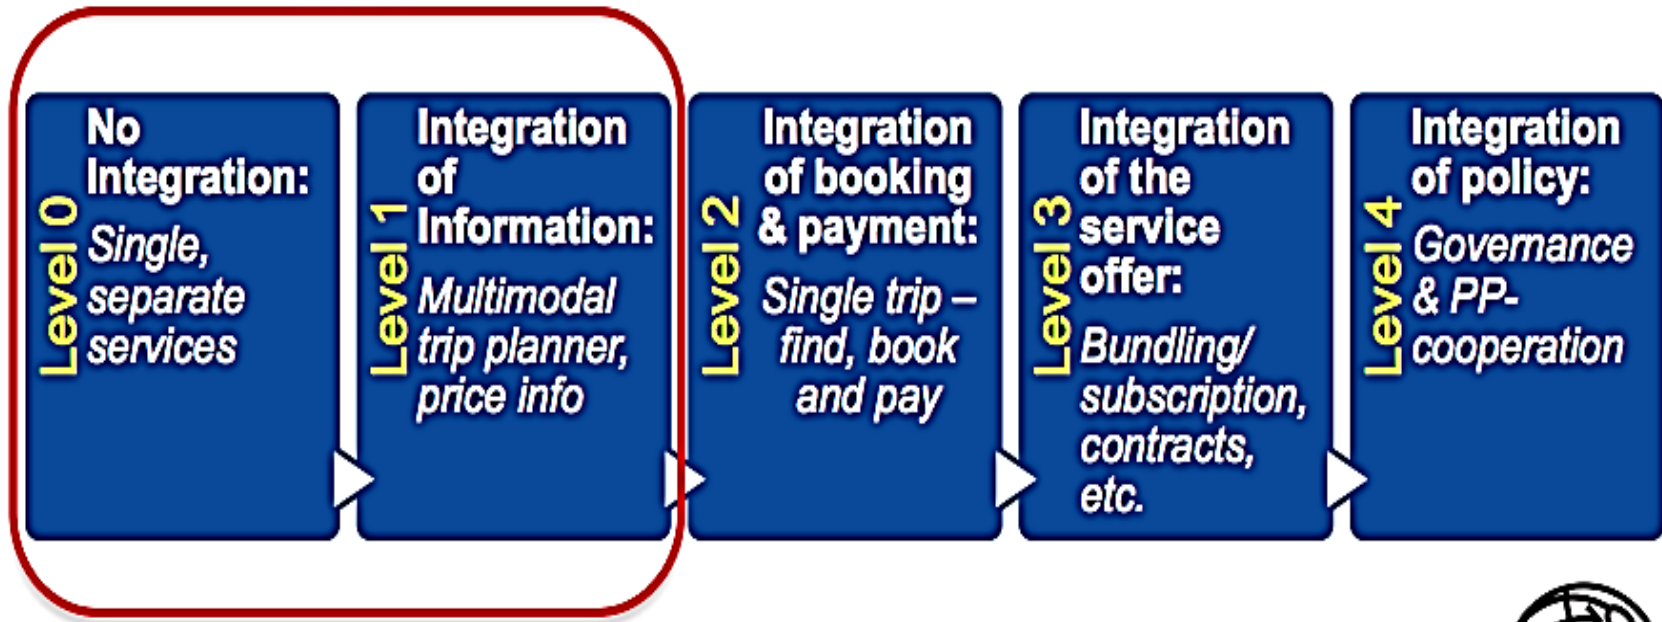 Level 0
No
Integration:
Single,
separate
services
Level 1
Integration
of
Information:
Multimodal
trip planner,
price info
Level 2
Integration
of booking
& payment:
Single trip –
find, book
and pay
Level 3
Integration
of the
service
offer:
Bundling/
subscription,
contracts,
etc.
Level 4
Integration
of policy:
Governance
& PP-
cooperation